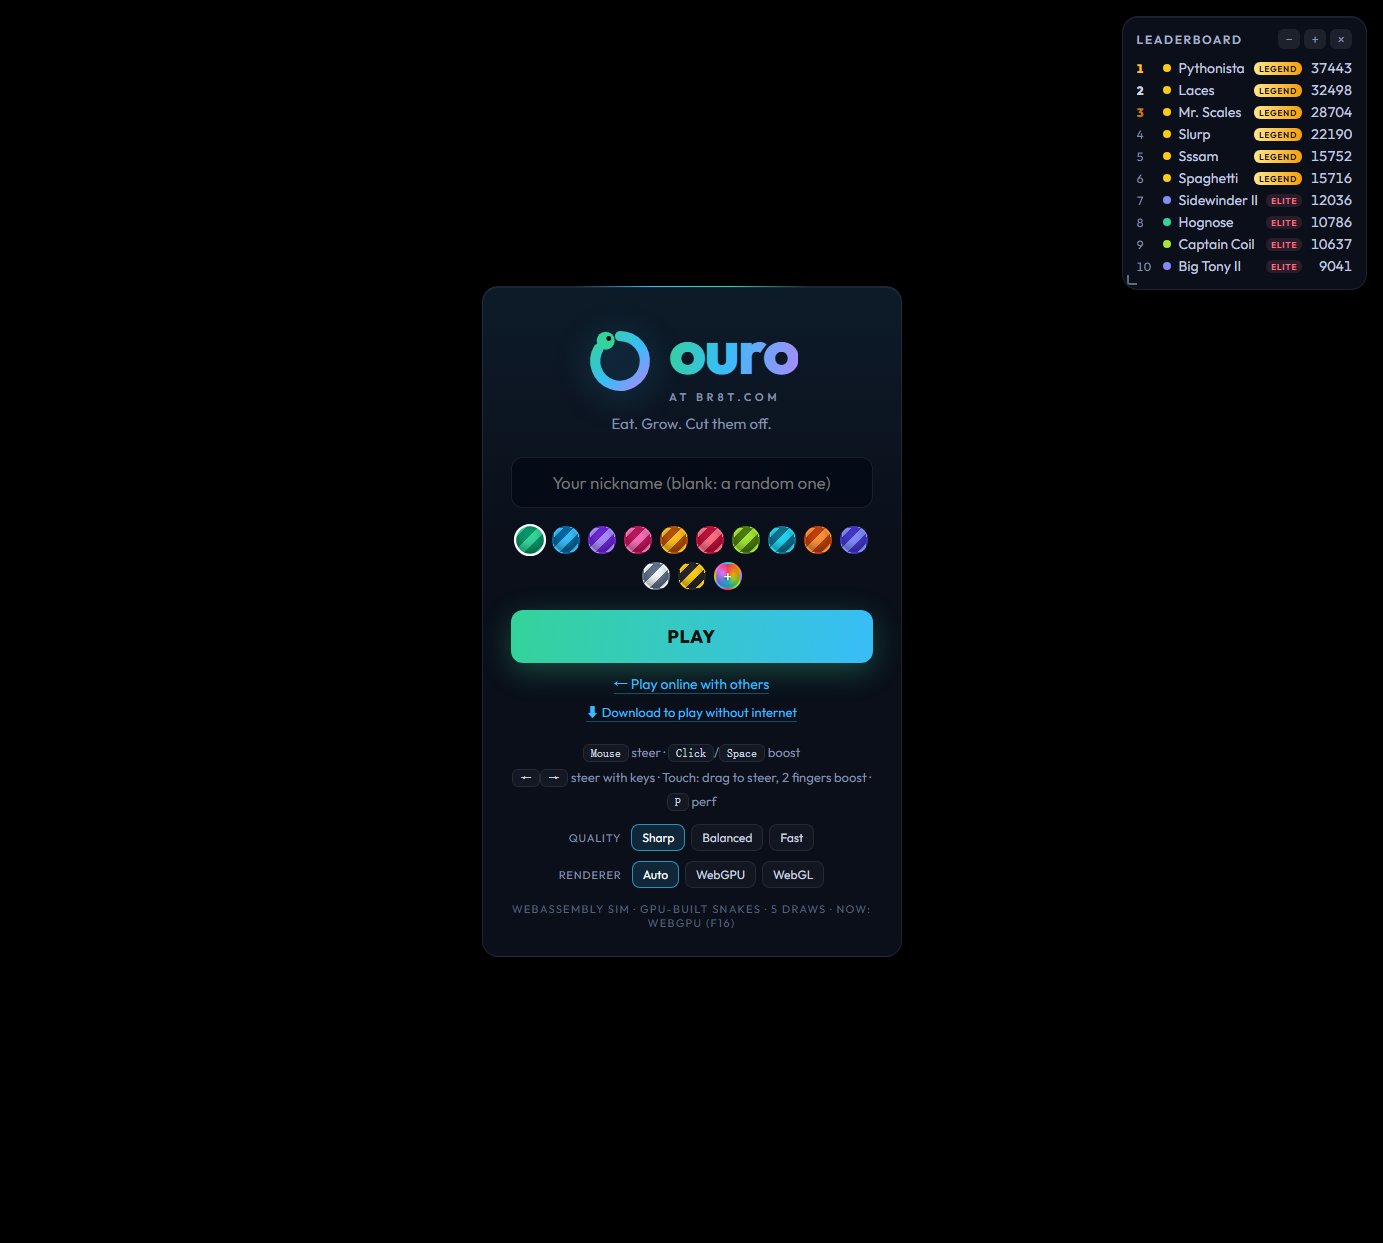 LEADERBOARD − + ×
1 Pythonista LEGEND 37443
2 Laces LEGEND 32498
3 Mr. Scales LEGEND 28704
4 Slurp LEGEND 22190
5 Sssam LEGEND 15752
6 Spaghetti LEGEND 15716
7 Sidewinder II ELITE 12036
8 Hognose ELITE 10786
9 Captain Coil ELITE 10637
10 Big Tony II ELITE 9041
ouro
AT BR8T.COM
Eat. Grow. Cut them off.
Your nickname (blank: a random one)
+
PLAY
← Play online with others
⬇ Download to play without internet
Mouse steer · Click / Space boost
← → steer with keys · Touch: drag to steer, 2 fingers boost ·
P perf
QUALITY Sharp Balanced Fast
RENDERER Auto WebGPU WebGL
WEBASSEMBLY SIM · GPU-BUILT SNAKES · 5 DRAWS · NOW:
WEBGPU (F16)